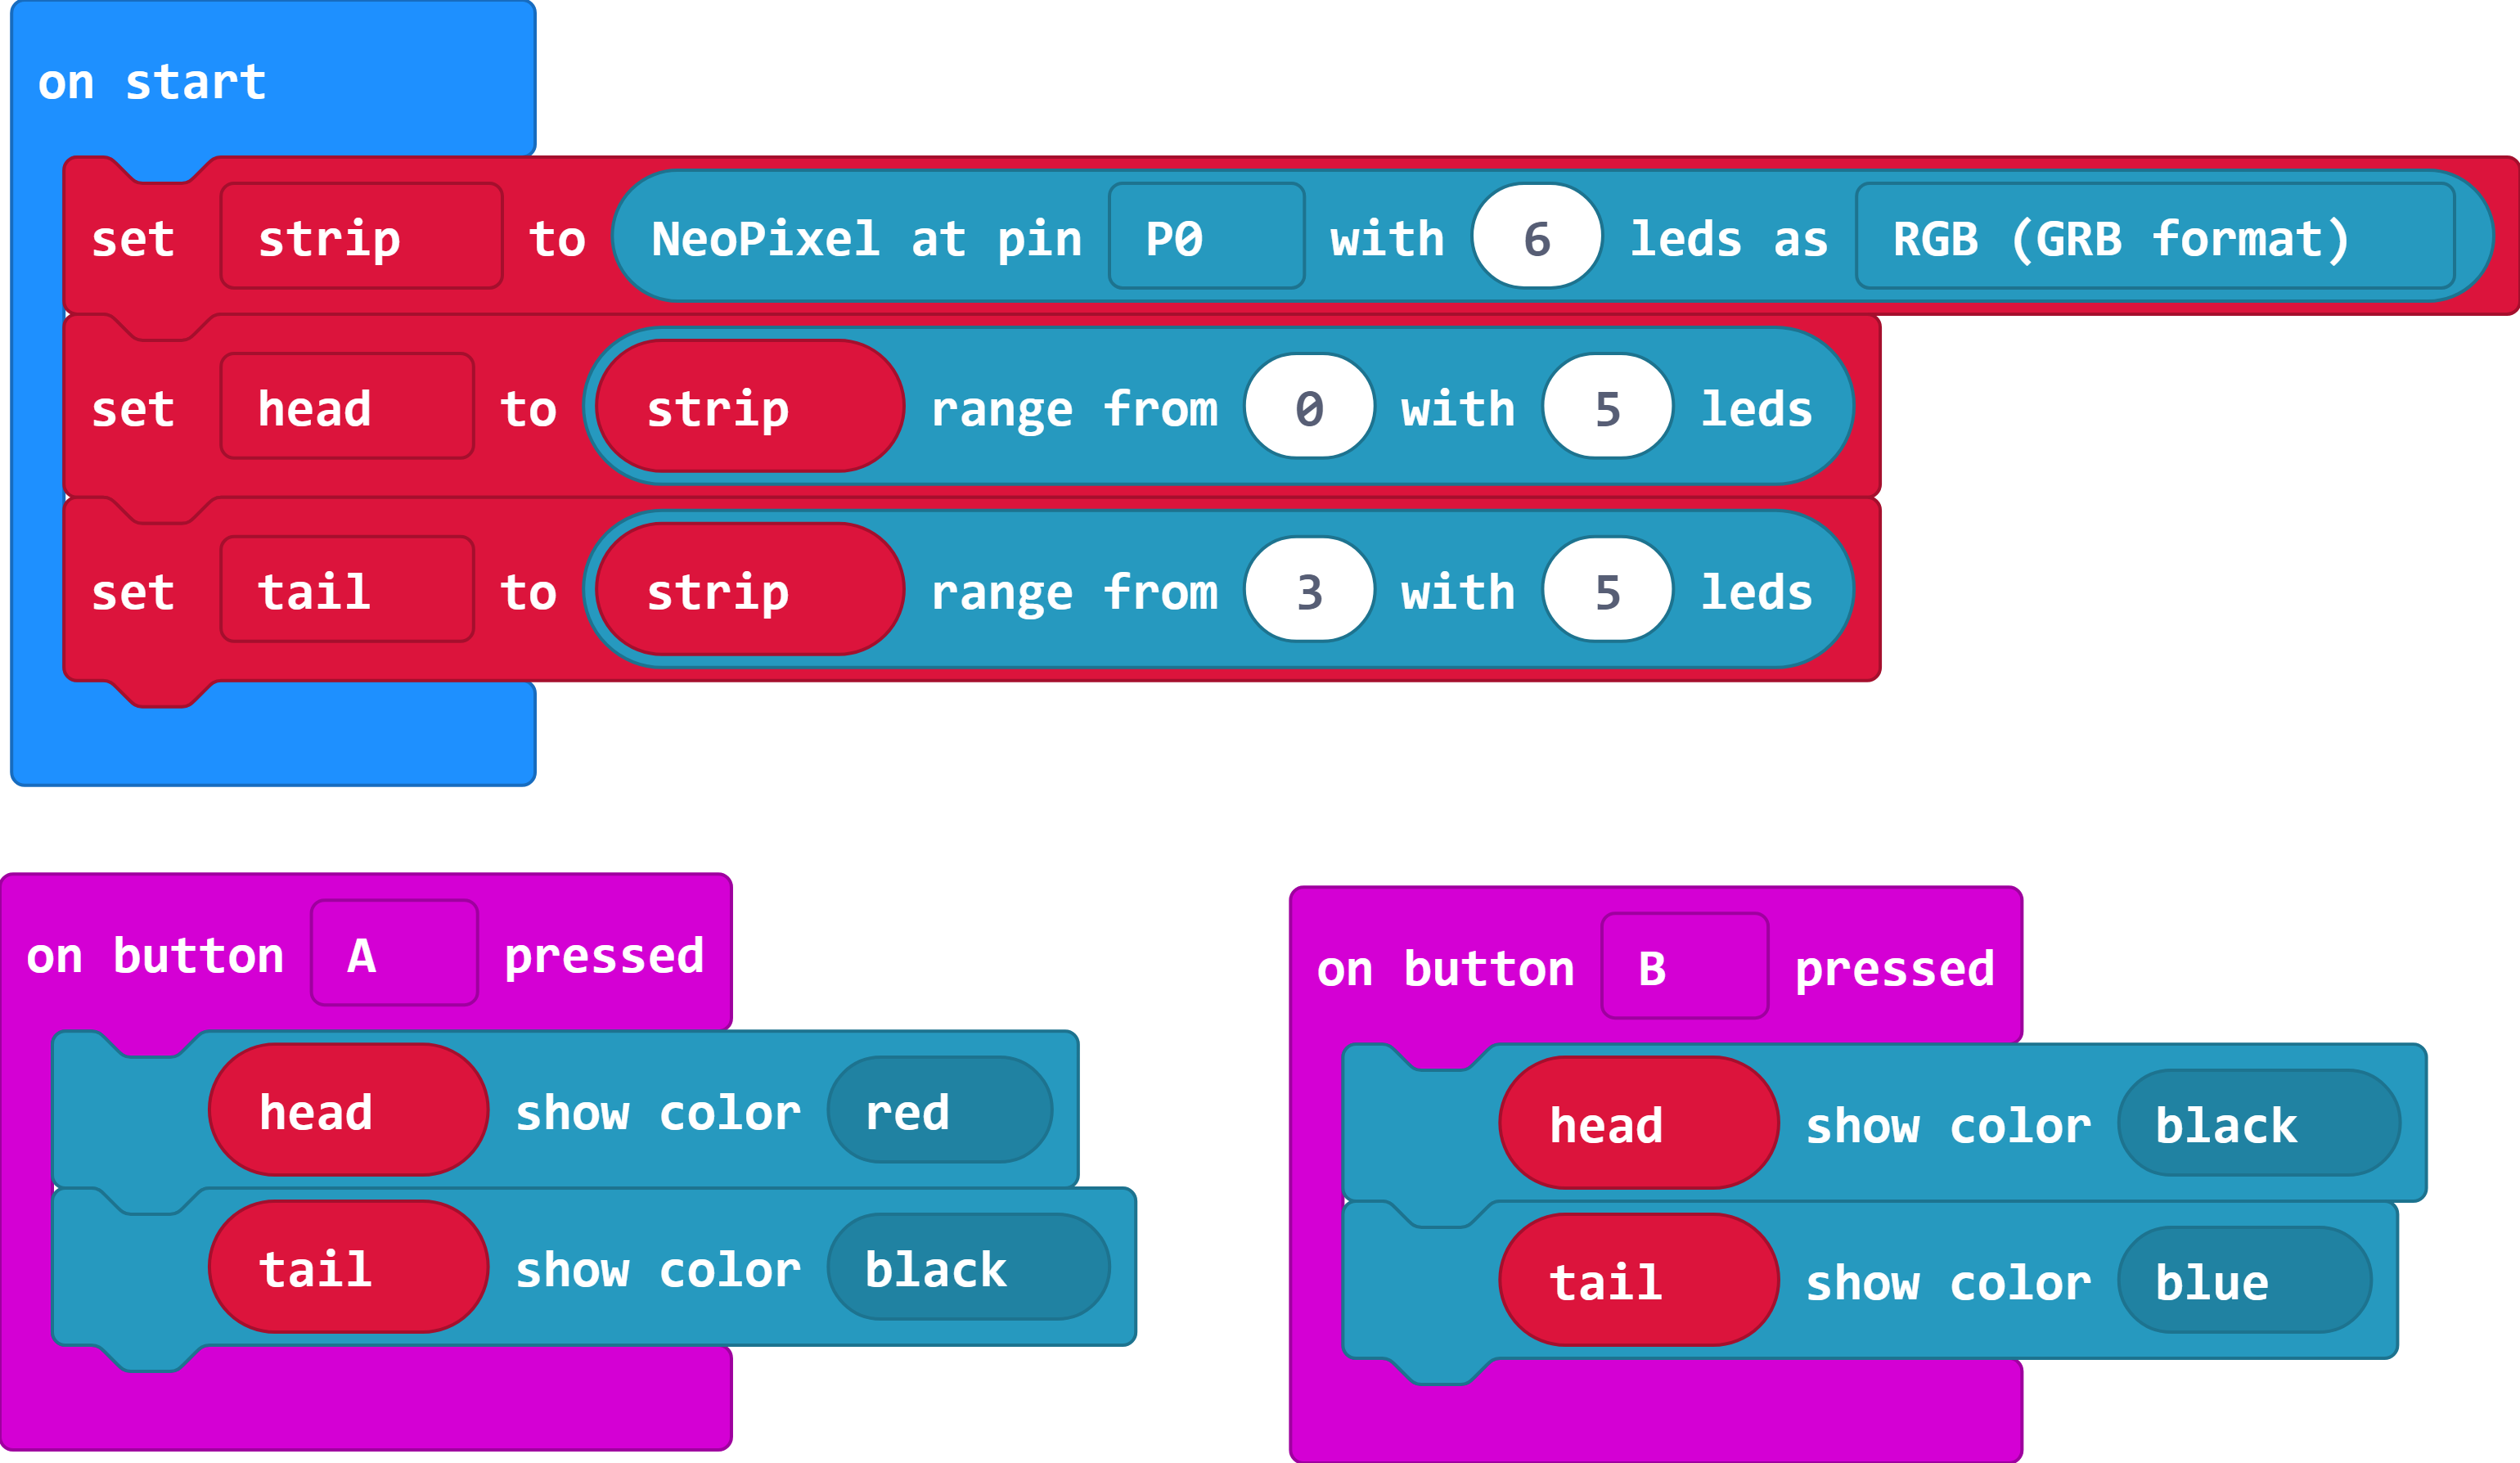 on start
set strip to NeoPixel at pin P0 with 6 leds as RGB (GRB format)
set head to strip range from 0 with 5 leds
set tail to strip range from 3 with 5 leds
on button A pressed
head show color red
tail show color black
on button B pressed
head show color black
tail show color blue